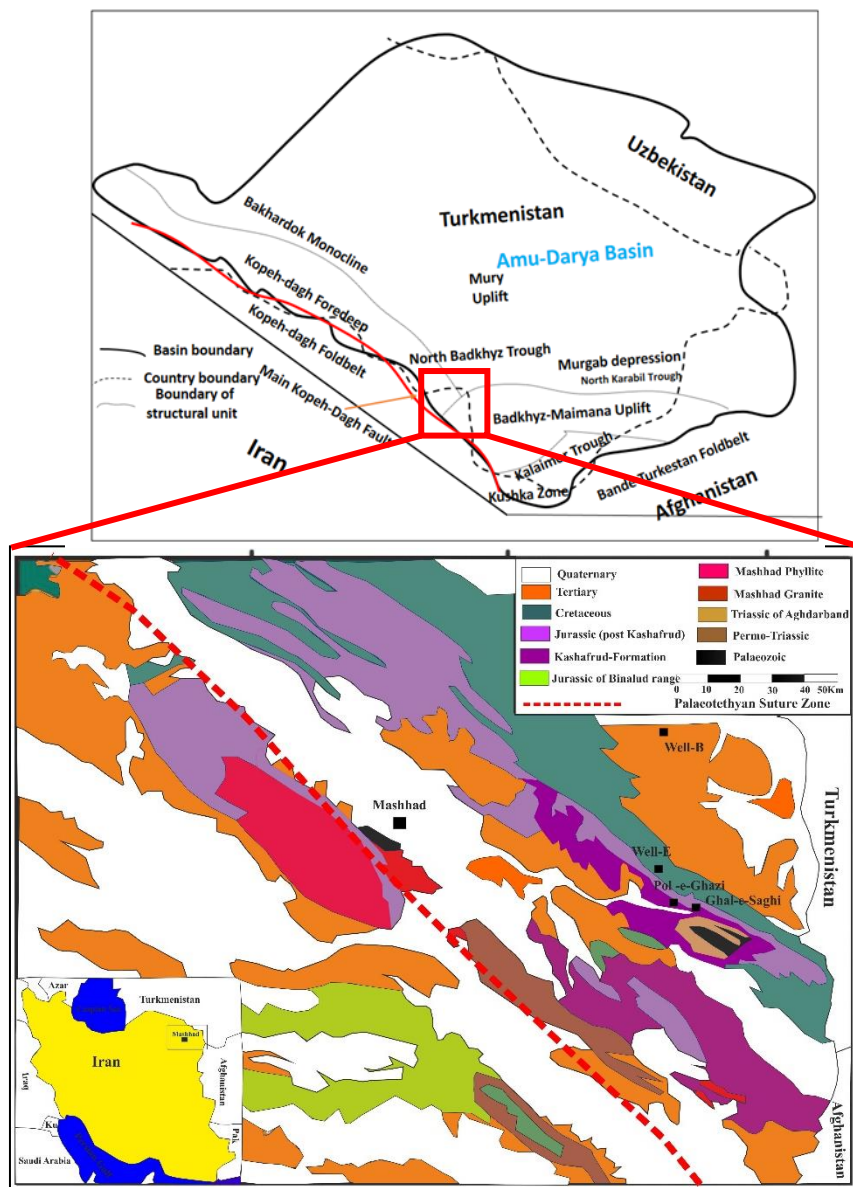 Uzbekistan
Turkmenistan
Amu-Darya Basin
Bakhardok Monocline
Mury
Uplift
Kopeh-dagh Foredeep
Kopeh-dagh Foldbelt
North Badkhyz Trough
Murgab depression
North Karabil Trough
Basin boundary
Country boundary
Boundary of
structural unit
Main Kopeh-Dagh Fault
Badkhyz-Maimana Uplift
Iran
Kalaimor Trough
Kushka Zone
Bande Turkestan Foldbelt
Afghanistan
Quaternary
Tertiary
Cretaceous
Jurassic (post Kashafrud)
Kashafrud-Formation
Jurassic of Binalud range
Mashhad Phyllite
Mashhad Granite
Triassic of Aghdarband
Permo-Triassic
Palaeozoic
0 10 20 30 40 50Km
Palaeotethyan Suture Zone
Well-B
Turkmenistan
Mashhad
Well-E
Pol -e-Ghazi
Ghal-e-Saghi
Afghanistan
Azar
Turkmenistan
Mashhad
Iran
Afghanistan
Iraq
Ku
Pak
Saudi Arabia